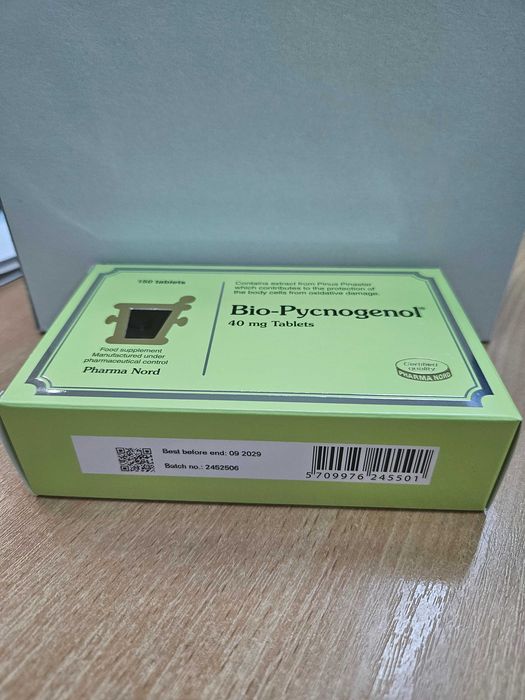 150 tablets
Contains extract from Pinus Pinaster
which contributes to the protection of
the body cells from oxidative damage.
Bio-Pycnogenol®
40 mg Tablets
Food supplement
Manufactured under
pharmaceutical control
Pharma Nord
Certified
quality
PHARMA NORD
Best before end: 09 2029
Batch no.: 2452506
5 709976 245501